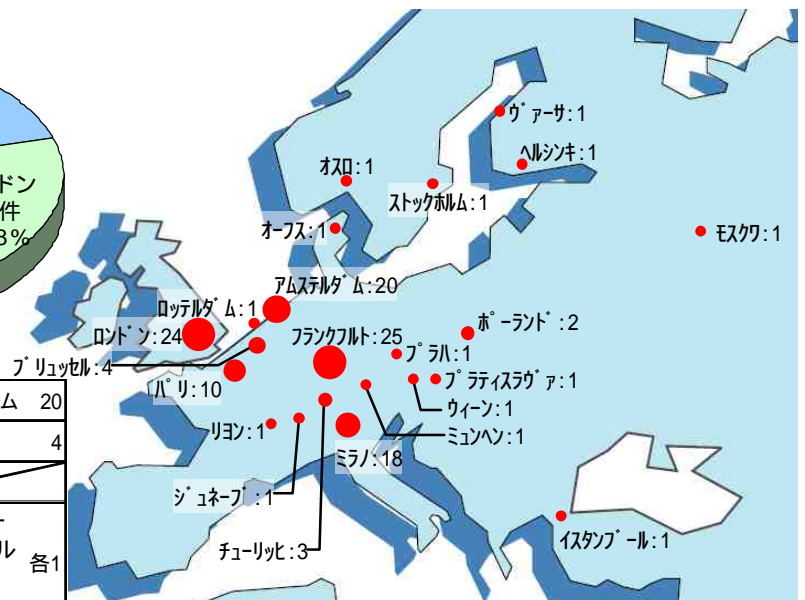 ドン
件
3%
ヴァーサ:1
ヘルシンキ:1
オスロ:1
ストックホルム:1
オーフス:1
モスクワ:1
アムステルダム:20
ロッテルダム:1
ロンドン:24
ポーランド:2
フランクフルト:25
プラハ:1
ブリュッセル:4
パリ:10
ブラティスラヴァ:1
ウィーン:1
ミュンヘン:1
リヨン:1
ミラノ:18
ジュネーブ:1
チューリッヒ:3
イスタンブール:1
ム 20
4
ル 各1